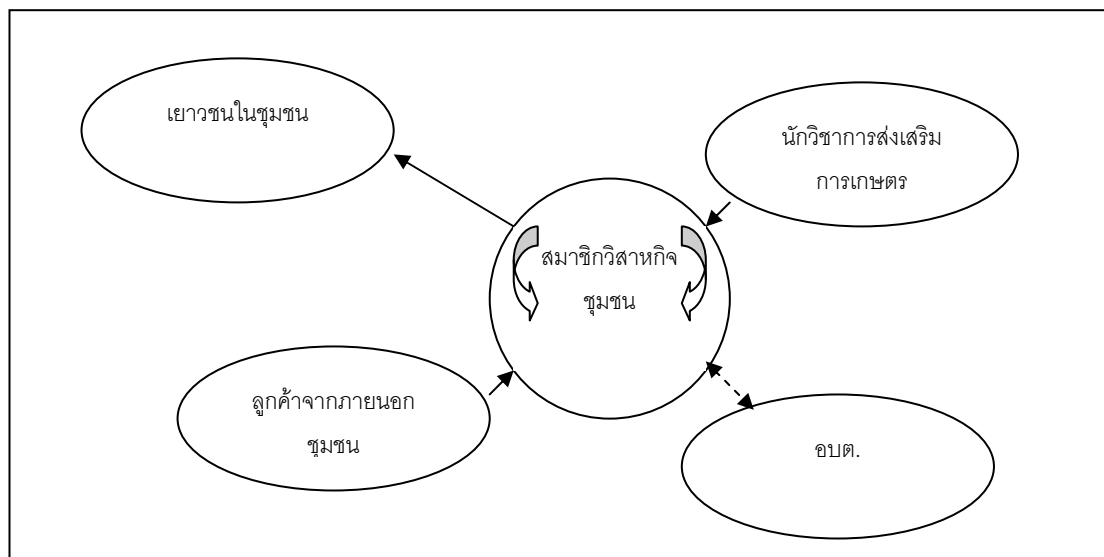 เยาวชนในชุมชน
นักวิชาการส่งเสริม
การเกษตร
สมาชิกวิสาหกิจ
ชุมชน
ลูกค้าจากภายนอก
ชุมชน
อบต.